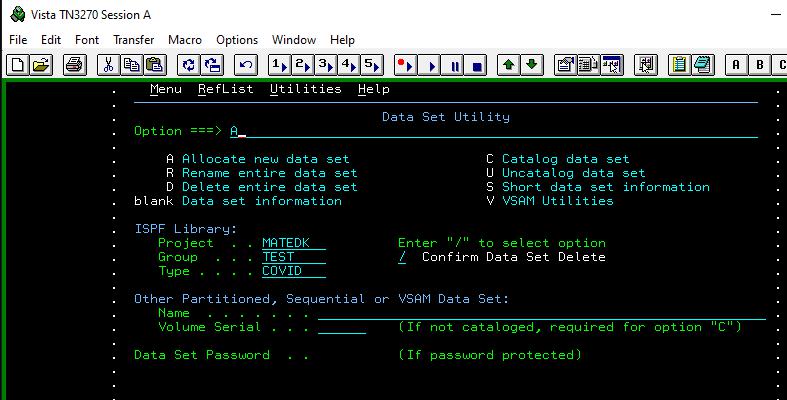 Vista TN3270 Session A
File Edit Font Transfer Macro Options Window Help
1 2 3 4 5 A B C
Menu RefList Utilities Help
Data Set Utility
Option ===> A
A Allocate new data set C Catalog data set
R Rename entire data set U Uncatalog data set
D Delete entire data set S Short data set information
blank Data set information V VSAM Utilities
ISPF Library:
Project . . MATEDK Enter "/" to select option
Group . . . TEST / Confirm Data Set Delete
Type . . . . COVID
Other Partitioned, Sequential or VSAM Data Set:
Name . . . . . . .
Volume Serial . . . (If not cataloged, required for option "C")
Data Set Password . . (If password protected)